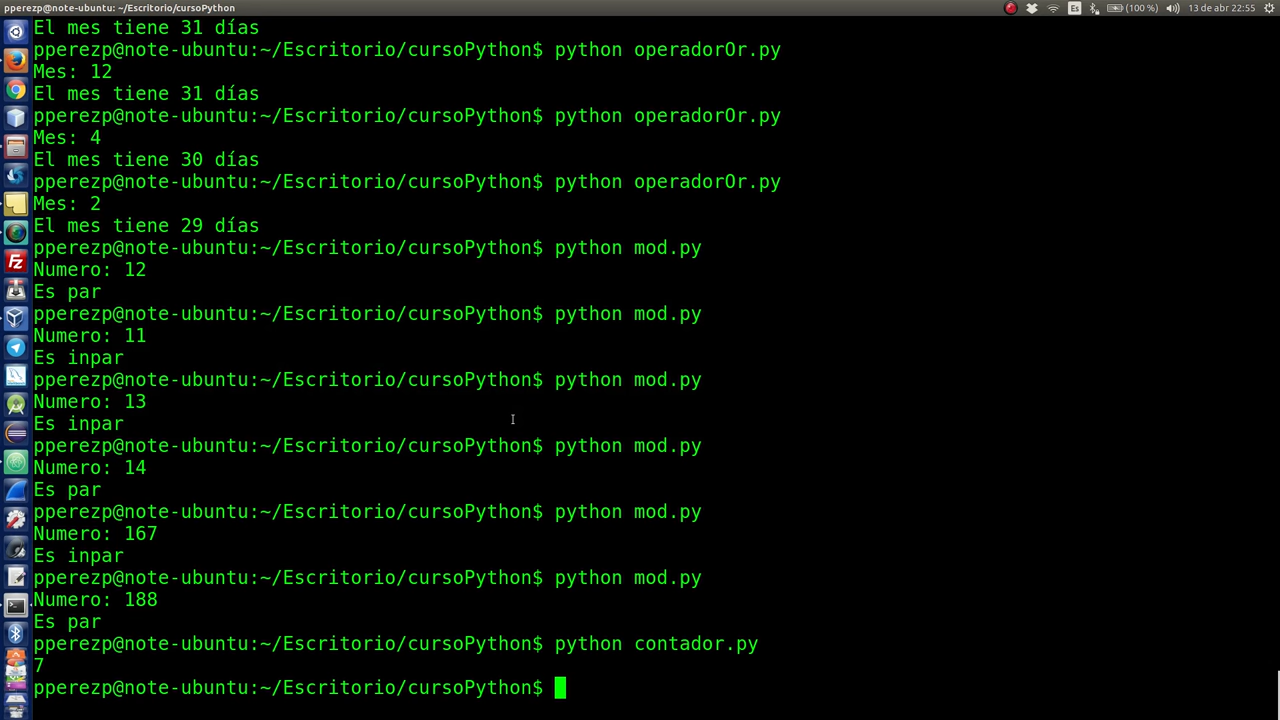 pperezp@note-ubuntu: ~/Escritorio/cursoPython Es (100 %) 13 de abr 22:55
El mes tiene 31 días
pperezp@note-ubuntu:~/Escritorio/cursoPython$ python operadorOr.py
Mes: 12
El mes tiene 31 días
pperezp@note-ubuntu:~/Escritorio/cursoPython$ python operadorOr.py
Mes: 4
El mes tiene 30 días
pperezp@note-ubuntu:~/Escritorio/cursoPython$ python operadorOr.py
Mes: 2
El mes tiene 29 días
pperezp@note-ubuntu:~/Escritorio/cursoPython$ python mod.py
Numero: 12
Es par
pperezp@note-ubuntu:~/Escritorio/cursoPython$ python mod.py
Numero: 11
Es inpar
pperezp@note-ubuntu:~/Escritorio/cursoPython$ python mod.py
Numero: 13
Es inpar
pperezp@note-ubuntu:~/Escritorio/cursoPython$ python mod.py
Numero: 14
Es par
pperezp@note-ubuntu:~/Escritorio/cursoPython$ python mod.py
Numero: 167
Es inpar
pperezp@note-ubuntu:~/Escritorio/cursoPython$ python mod.py
Numero: 188
Es par
pperezp@note-ubuntu:~/Escritorio/cursoPython$ python contador.py
7
pperezp@note-ubuntu:~/Escritorio/cursoPython$